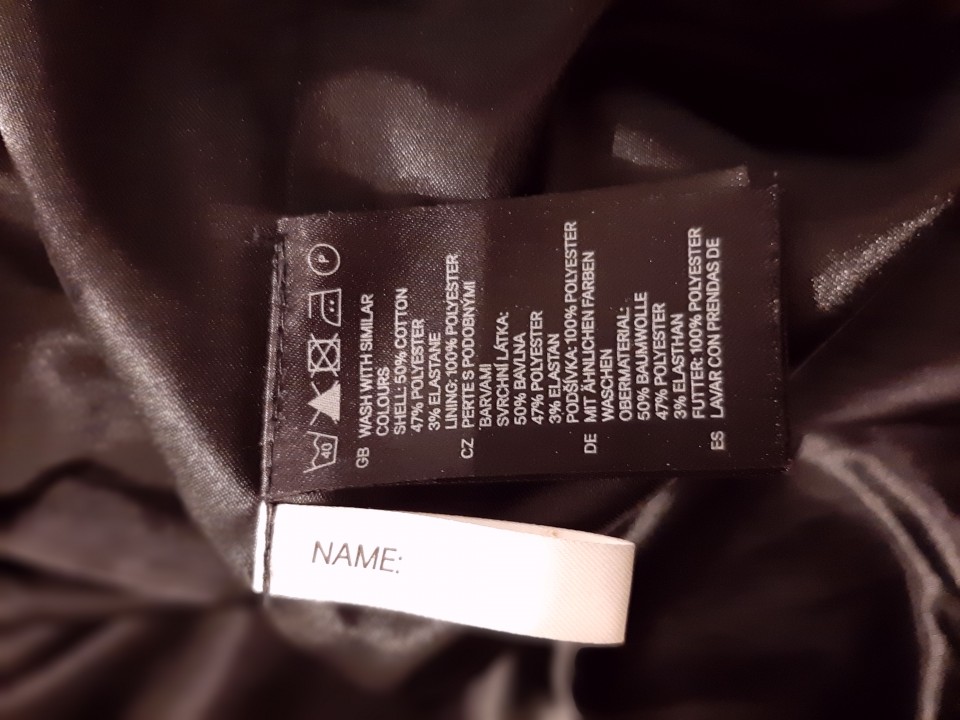 40
P
GB WASH WITH SIMILAR
COLOURS
SHELL: 50% COTTON
47% POLYESTER
3% ELASTANE
LINING: 100% POLYESTER
CZ PERTE S PODOBNÝMI
BARVAMI
SVRCHNÍ LÁTKA:
50% BAVLNA
47% POLYESTER
3% ELASTAN
PODŠÍVKA: 100% POLYESTER
DE MIT ÄHNLICHEN FARBEN
WASCHEN
OBERMATERIAL:
50% BAUMWOLLE
47% POLYESTER
3% ELASTHAN
FUTTER: 100% POLYESTER
ES LAVAR CON PRENDAS DE
NAME: